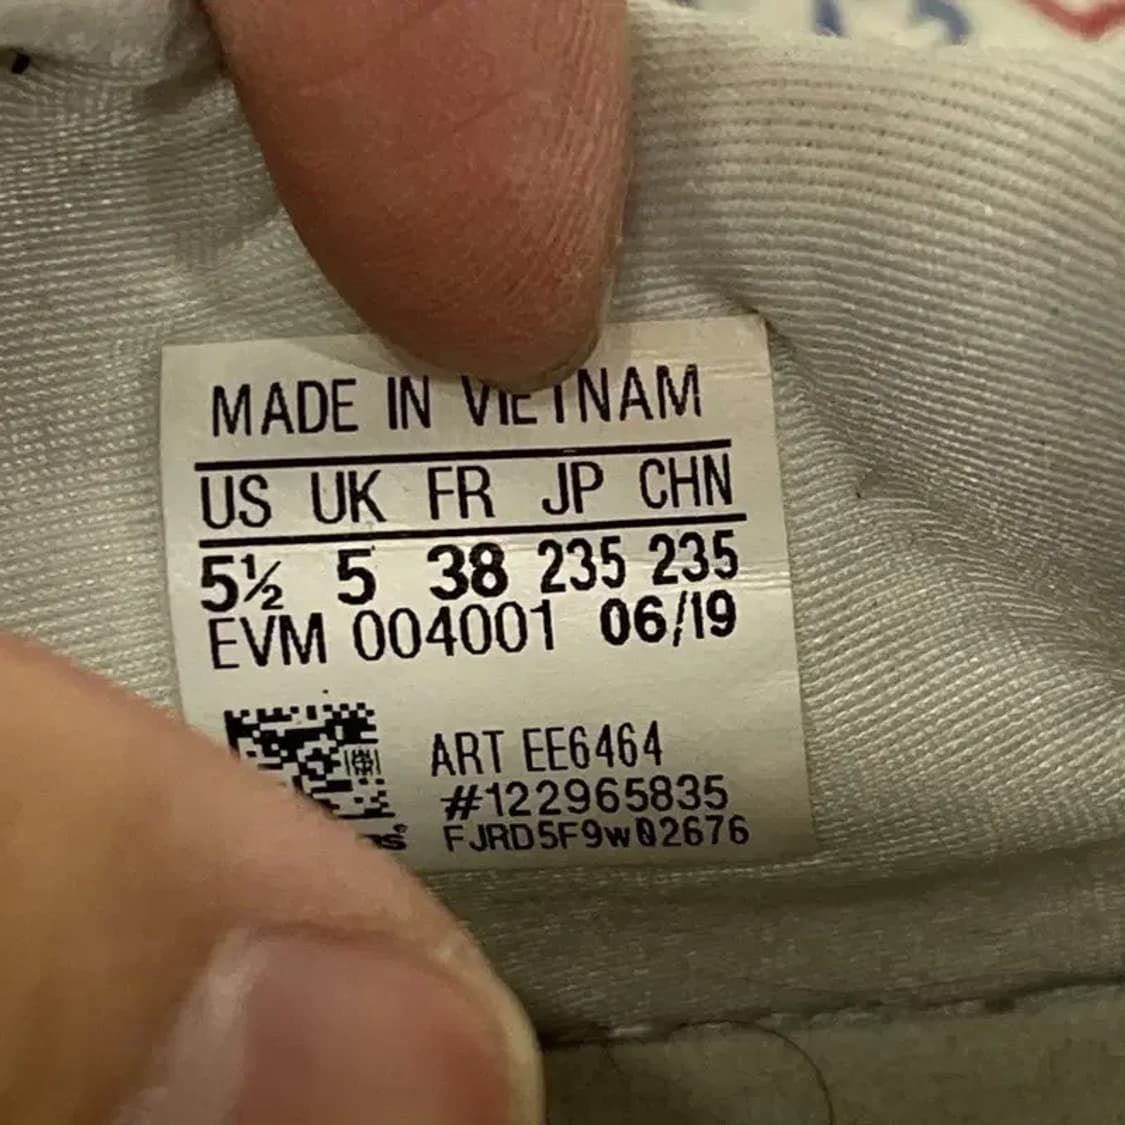 MADE IN VIETNAM
US UK FR JP CHN
5½ 5 38 235 235
EVM 004001 06/19
ART EE6464
#122965835
FJRD5F9w02676